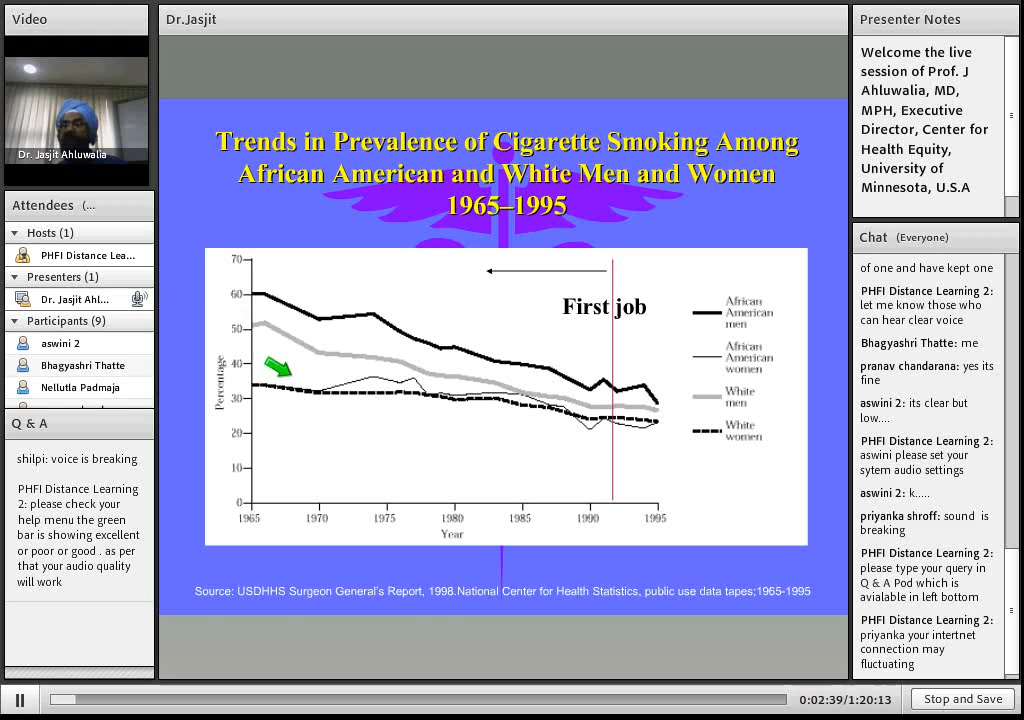 Video
Dr. Jasjit Ahluwalia
Attendees (...
Hosts (1)
PHFI Distance Lea...
Presenters (1)
Dr. Jasjit Ahl...
Participants (9)
aswini 2
Bhagyashri Thatte
Nellutla Padmaja
Q & A
shilpi: voice is breaking
PHFI Distance Learning
2: please check your
help menu the green
bar is showing excellent
or poor or good . as per
that your audio quality
will work
Dr.Jasjit
Trends in Prevalence of Cigarette Smoking Among
African American and White Men and Women
1965–1995
70
60
50
40
30
20
10
0
Percentage
First job
African
American
men
African
American
women
White
men
White
women
1965 1970 1975 1980 1985 1990 1995
Year
Source: USDHHS Surgeon General's Report, 1998.National Center for Health Statistics, public use data tapes;1965-1995
Presenter Notes
Welcome the live
session of Prof. J
Ahluwalia, MD,
MPH, Executive
Director, Center for
Health Equity,
University of
Minnesota, U.S.A
Chat (Everyone)
of one and have kept one
PHFI Distance Learning 2:
let me know those who
can hear clear voice
Bhagyashri Thatte: me
pranav chandarana: yes its
fine
aswini 2: its clear but
low....
PHFI Distance Learning 2:
aswini please set your
sytem audio settings
aswini 2: k.....
priyanka shroff: sound is
breaking
PHFI Distance Learning 2:
please type your query in
Q & A Pod which is
avialable in left bottom
PHFI Distance Learning 2:
priyanka your intertnet
connection may
fluctuating
0:02:39/1:20:13
Stop and Save